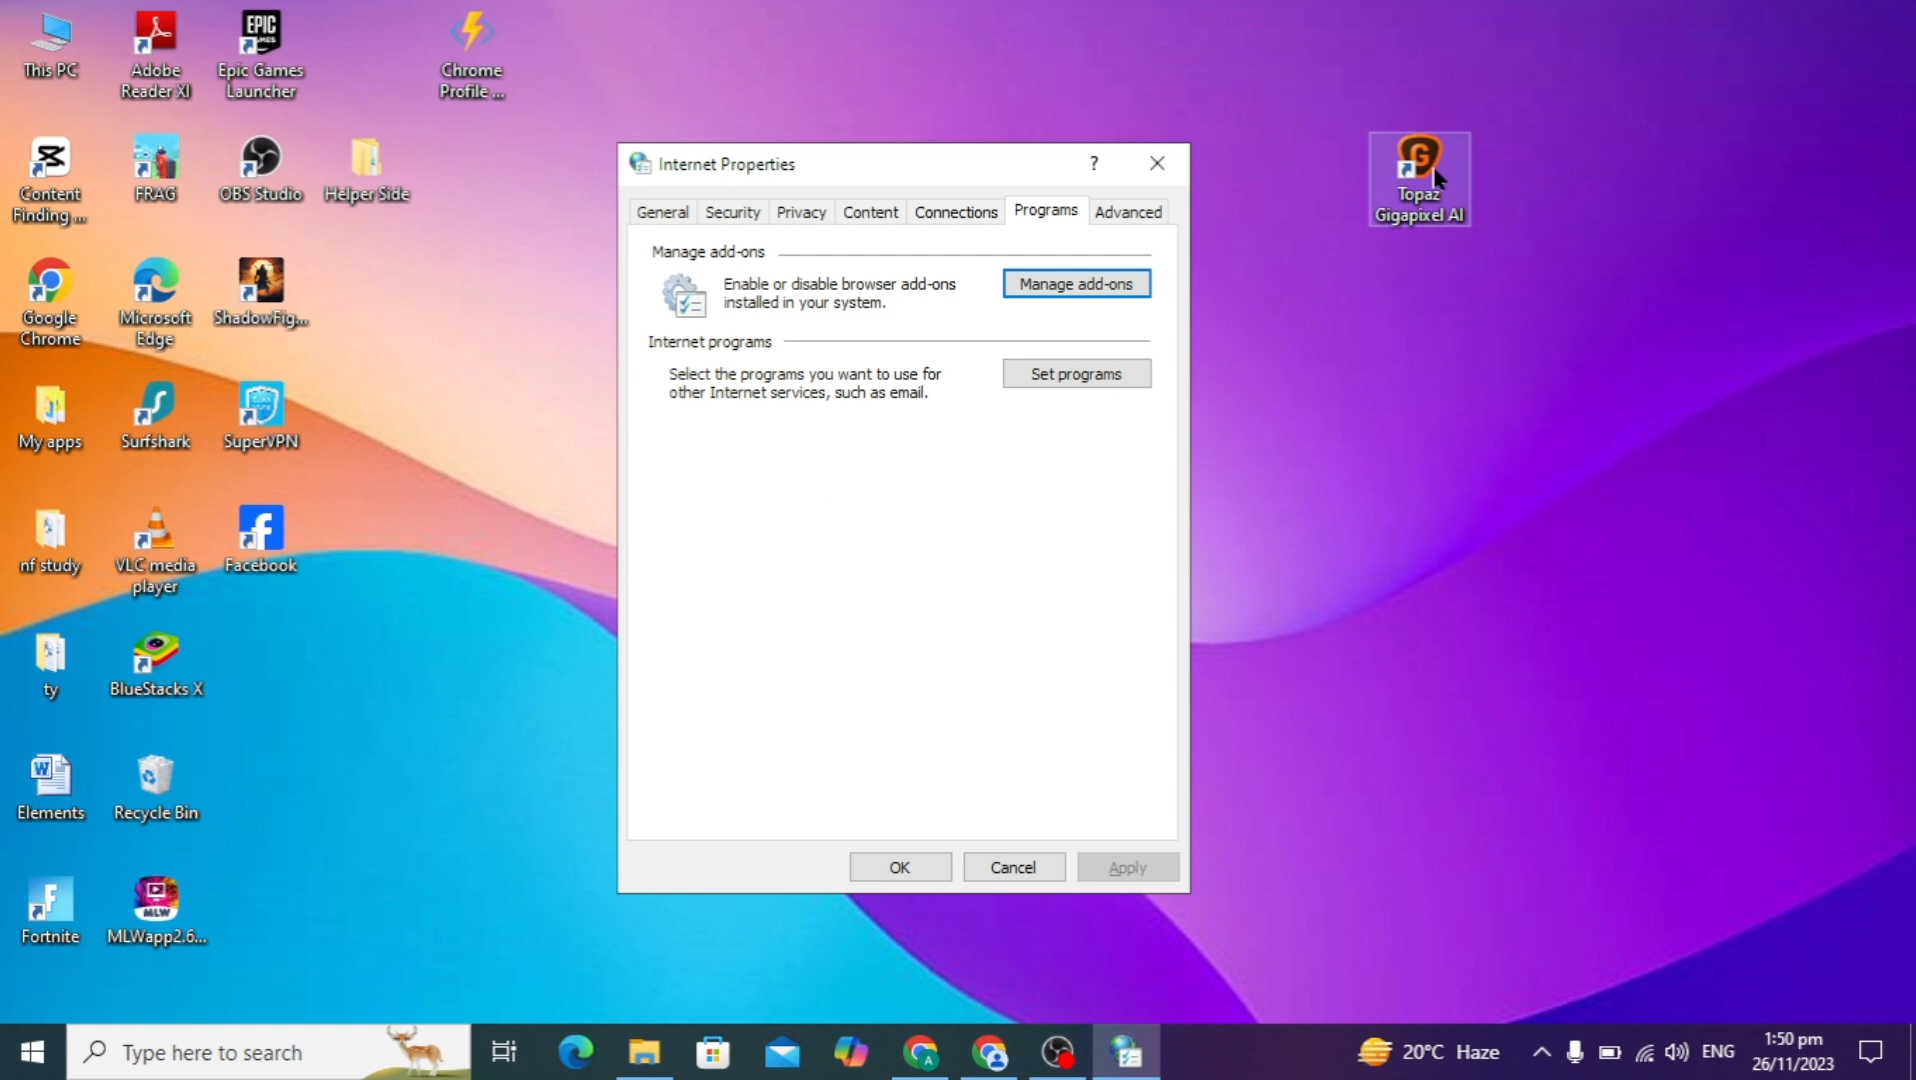 This PC
Adobe
Reader XI
EPIC
GAMES
Epic Games
Launcher
Chrome
Profile ...
Content
Finding ...
FRAG
OBS Studio
Helper Side
Google
Chrome
Microsoft
Edge
ShadowFig...
My apps
Surfshark
SuperVPN
nf study
VLC media
player
Facebook
ty
BlueStacks X
Elements
Recycle Bin
Fortnite
MLW
MLWapp2.6...
Internet Properties
?
General
Security
Privacy
Content
Connections
Programs
Advanced
Manage add-ons
Enable or disable browser add-ons
installed in your system.
Manage add-ons
Internet programs
Select the programs you want to use for
other Internet services, such as email.
Set programs
OK
Cancel
Apply
G
Topaz
Gigapixel AI
Type here to search
A
20°C Haze
ENG
1:50 pm
26/11/2023